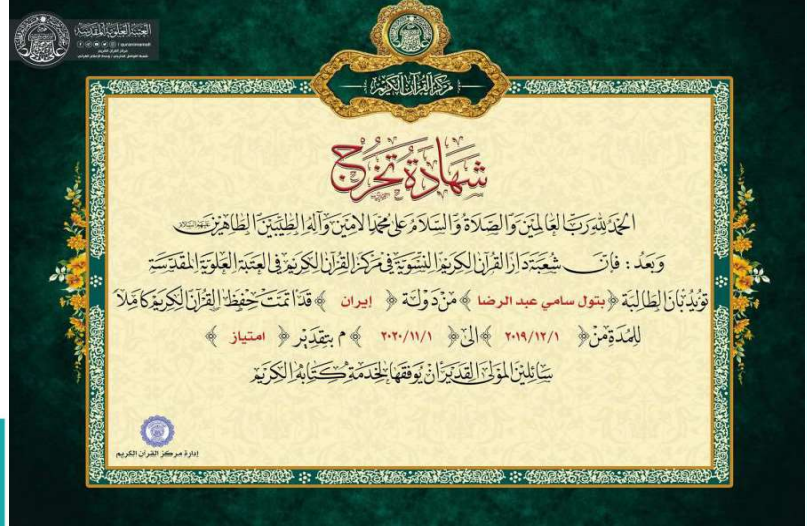 العتبة العلوية المقدسة
مركز القرآن الكريم
شهادة تخرج
الحمد لله رب العالمين والصلاة والسلام على محمد الامين وآله الطيبين الطاهرين
وبعد : فإن شعبة دار القرآن الكريم النسوية في مركز القرآن الكريم في العتبة العلوية المقدسة
تؤيد بأن الطالبة ﴿ بتول سامي عبد الرضا ﴾ من دولة ﴿ إيران ﴾ قد اتمت حفظ القرآن الكريم كاملا
للمدة من ﴿ ٢٠١٩/١٢/١ ﴾ الى ﴿ ٢٠٢٠/١١/١ ﴾ م بتقدير ﴿ امتياز ﴾
سائلين المولى القدير أن يوفقها لخدمة كتابه الكريم
إدارة مركز القرآن الكريم